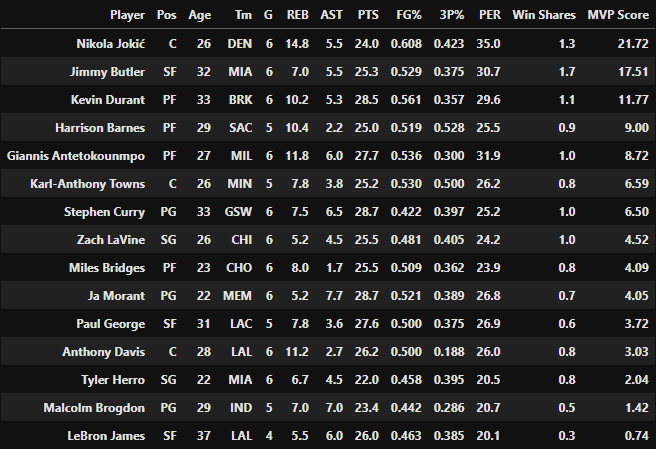 Player Pos Age Tm G REB AST PTS FG% 3P% PER Win Shares MVP Score
Nikola Jokić C 26 DEN 6 14.8 5.5 24.0 0.608 0.423 35.0 1.3 21.72
Jimmy Butler SF 32 MIA 6 7.0 5.5 25.3 0.529 0.375 30.7 1.7 17.51
Kevin Durant PF 33 BRK 6 10.2 5.3 28.5 0.561 0.357 29.6 1.1 11.77
Harrison Barnes PF 29 SAC 5 10.4 2.2 25.0 0.519 0.528 25.5 0.9 9.00
Giannis Antetokounmpo PF 27 MIL 6 11.8 6.0 27.7 0.536 0.300 31.9 1.0 8.72
Karl-Anthony Towns C 26 MIN 5 7.8 3.8 25.2 0.530 0.500 26.2 0.8 6.59
Stephen Curry PG 33 GSW 6 7.5 6.5 28.7 0.422 0.397 25.2 1.0 6.50
Zach LaVine SG 26 CHI 6 5.2 4.5 25.5 0.481 0.405 24.2 1.0 4.52
Miles Bridges PF 23 CHO 6 8.0 1.7 25.5 0.509 0.362 23.9 0.8 4.09
Ja Morant PG 22 MEM 6 5.2 7.7 28.7 0.521 0.389 26.8 0.7 4.05
Paul George SF 31 LAC 5 7.8 3.6 27.6 0.500 0.375 26.9 0.6 3.72
Anthony Davis C 28 LAL 6 11.2 2.7 26.2 0.500 0.188 26.0 0.8 3.03
Tyler Herro SG 22 MIA 6 6.7 4.5 22.0 0.458 0.395 20.5 0.8 2.04
Malcolm Brogdon PG 29 IND 5 7.0 7.0 23.4 0.442 0.286 20.7 0.5 1.42
LeBron James SF 37 LAL 4 5.5 6.0 26.0 0.463 0.385 20.1 0.3 0.74